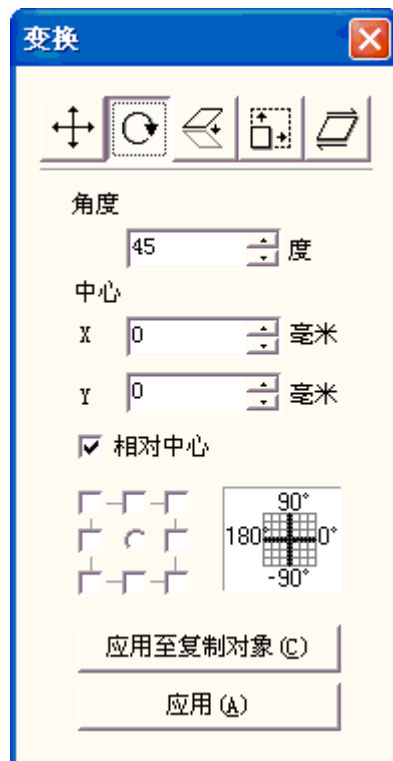 变换
角度
45 度
中心
X 0 毫米
Y 0 毫米
相对中心
90°
180° 0°
-90°
应用至复制对象(C)
应用(A)